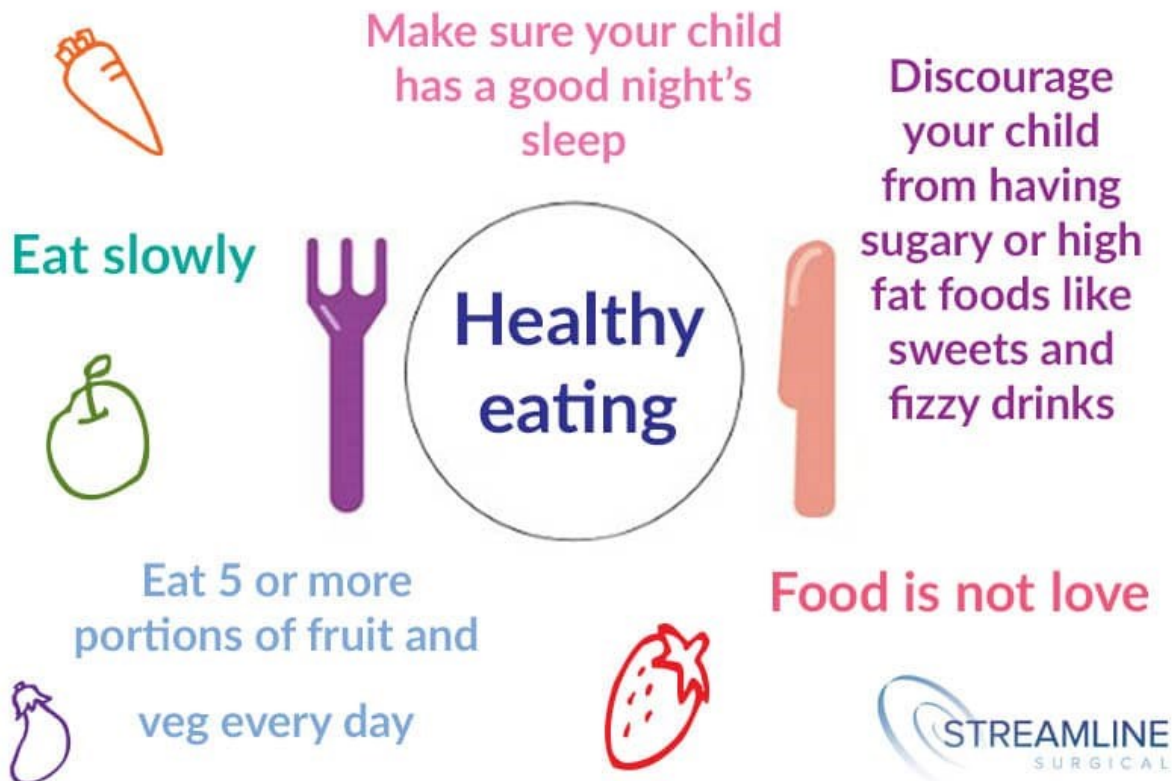 Make sure your child
has a good night's
sleep
Discourage
your child
from having
sugary or high
fat foods like
sweets and
fizzy drinks
Eat slowly
Healthy
eating
Eat 5 or more
portions of fruit and
veg every day
Food is not love
STREAMLINE
SURGICAL